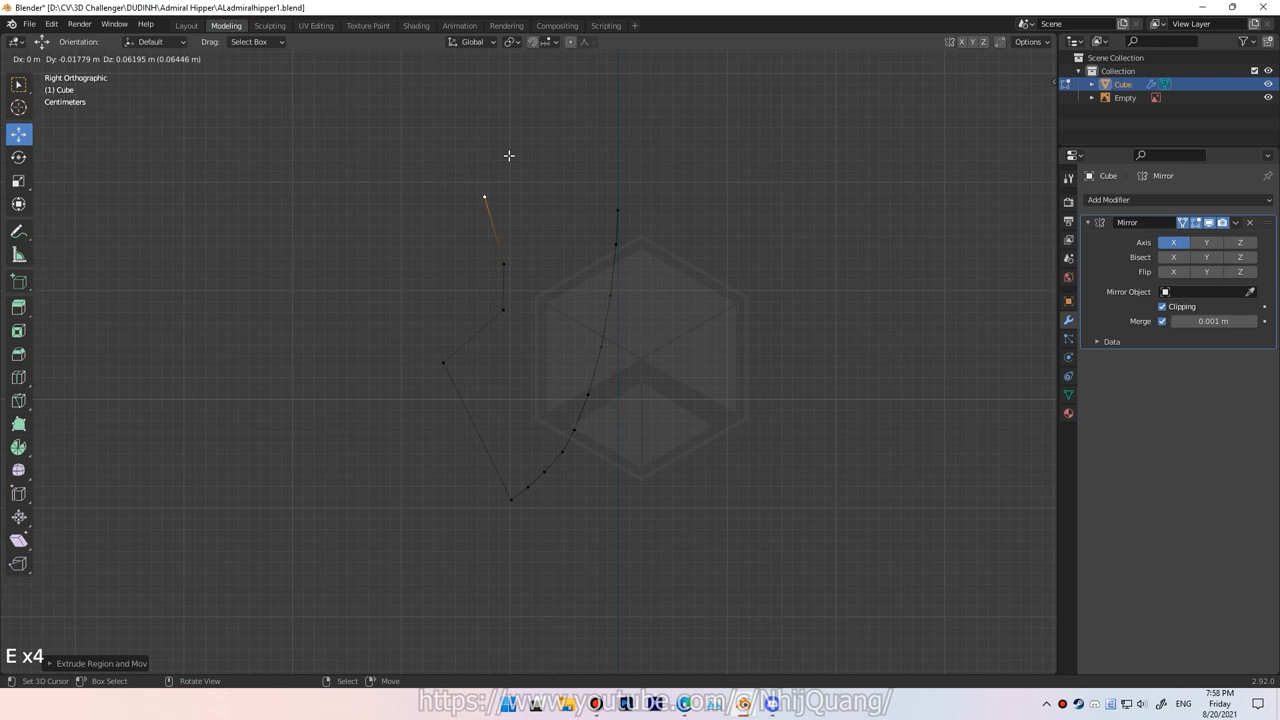 Blender* [D:\CV\3D Challenger\DUDINH\Admiral Hipper\ALadmiralhipper1.blend]
File Edit Render Window Help Layout Modeling Sculpting UV Editing Texture Paint Shading Animation Rendering Compositing Scripting + Scene View Layer
Orientation: Default Drag: Select Box Global X Y Z Options
Dx: 0 m Dy: -0.01779 m Dz: 0.06195 m (0.06446 m)
Right Orthographic
(1) Cube
Centimeters
Scene Collection
Collection
Cube
Empty
Cube Mirror
Add Modifier
Mirror
Axis X Y Z
Bisect X Y Z
Flip X Y Z
Mirror Object
Clipping
Merge 0.001 m
Data
E x4
Extrude Region and Mov
Set 3D Cursor Box Select Rotate View Select Move 2.92.0
https://www.youtube.com/c/NhijQuang/
ENG
7:58 PM
Friday
8/20/2021